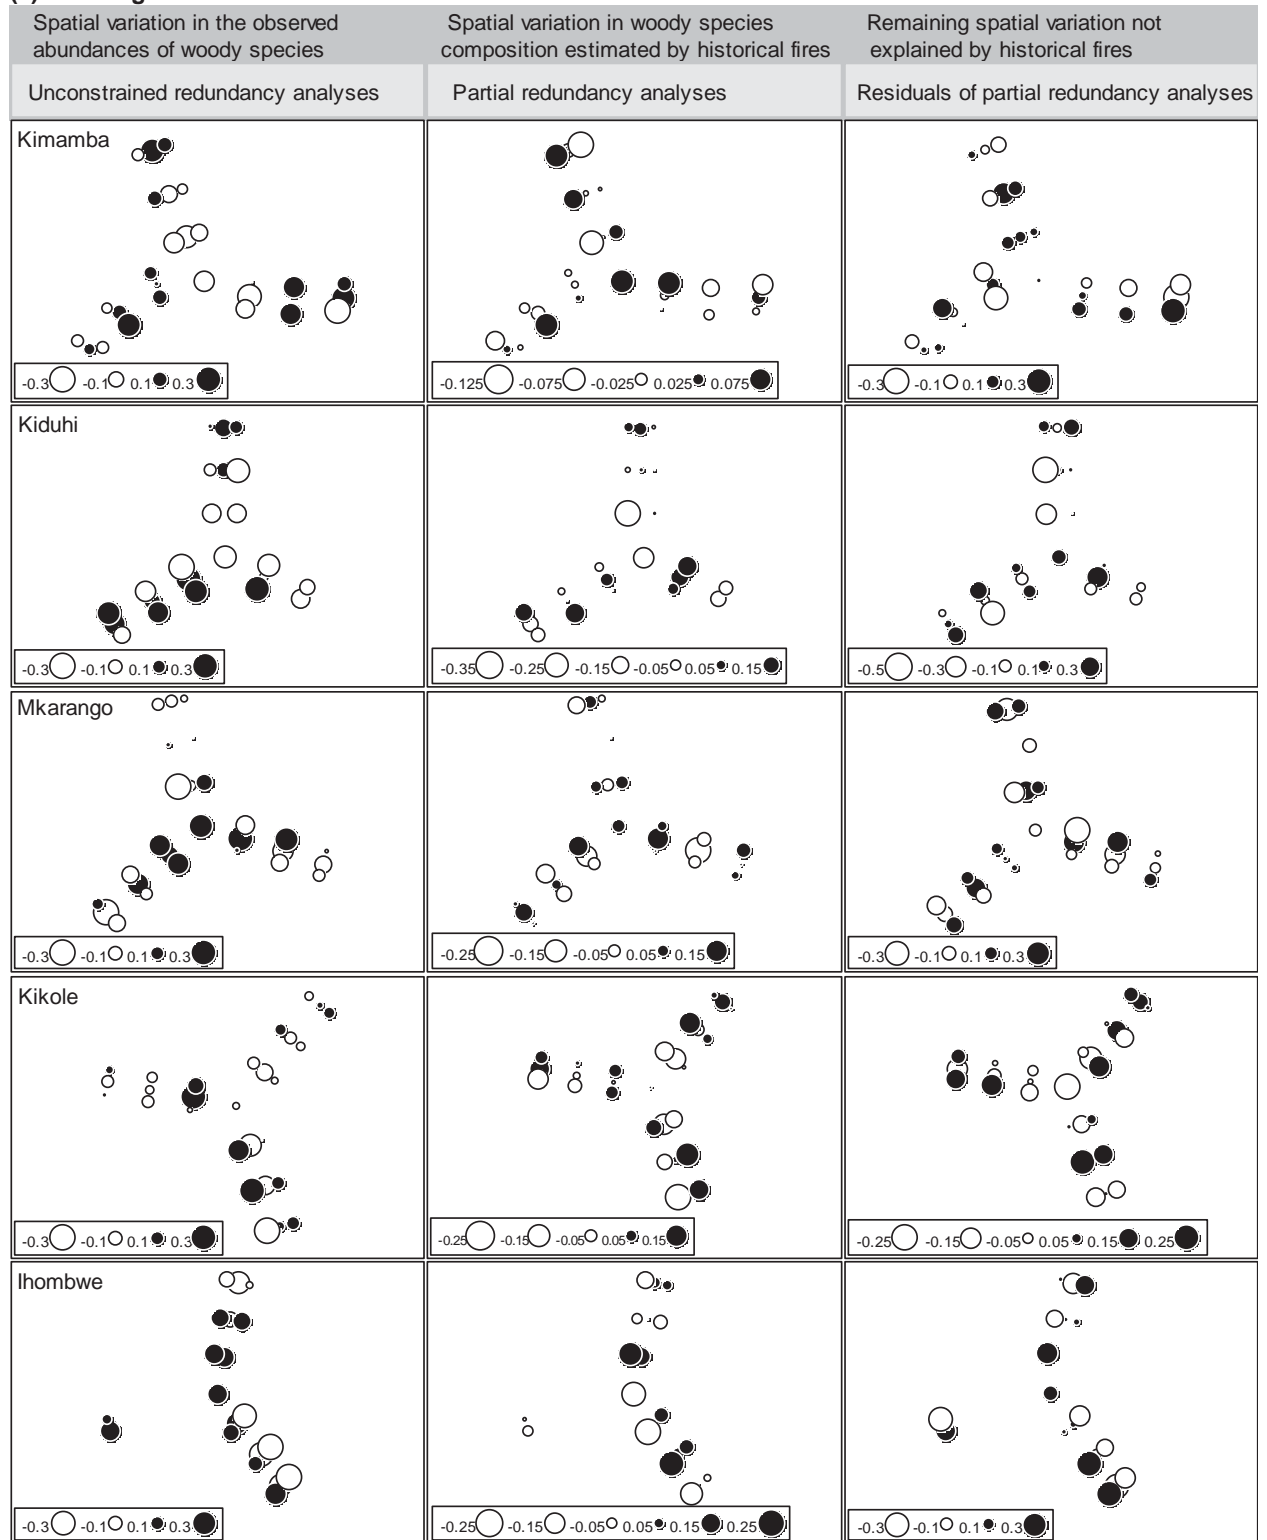 Spatial variation in the observed
abundances of woody species
Spatial variation in woody species
composition estimated by historical fires
Remaining spatial variation not
explained by historical fires
Unconstrained redundancy analyses
Partial redundancy analyses
Residuals of partial redundancy analyses
Kimamba
-0.3 -0.1 0.1 0.3
-0.125 -0.075 -0.025 0.025 0.075
-0.3 -0.1 0.1 0.3
Kiduhi
-0.3 -0.1 0.1 0.3
-0.35 -0.25 -0.15 -0.05 0.05 0.15
-0.5 -0.3 -0.1 0.1 0.3
Mkarango
-0.3 -0.1 0.1 0.3
-0.25 -0.15 -0.05 0.05 0.15
-0.3 -0.1 0.1 0.3
Kikole
-0.3 -0.1 0.1 0.3
-0.25 -0.15 -0.05 0.05 0.15
-0.25 -0.15 -0.05 0.05 0.15 0.25
Ihombwe
-0.3 -0.1 0.1 0.3
-0.25 -0.15 -0.05 0.05 0.15 0.25
-0.3 -0.1 0.1 0.3